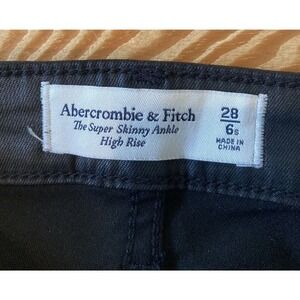 Abercrombie & Fitch
The Super Skinny Ankle
High Rise
28
6s
MADE IN
CHINA